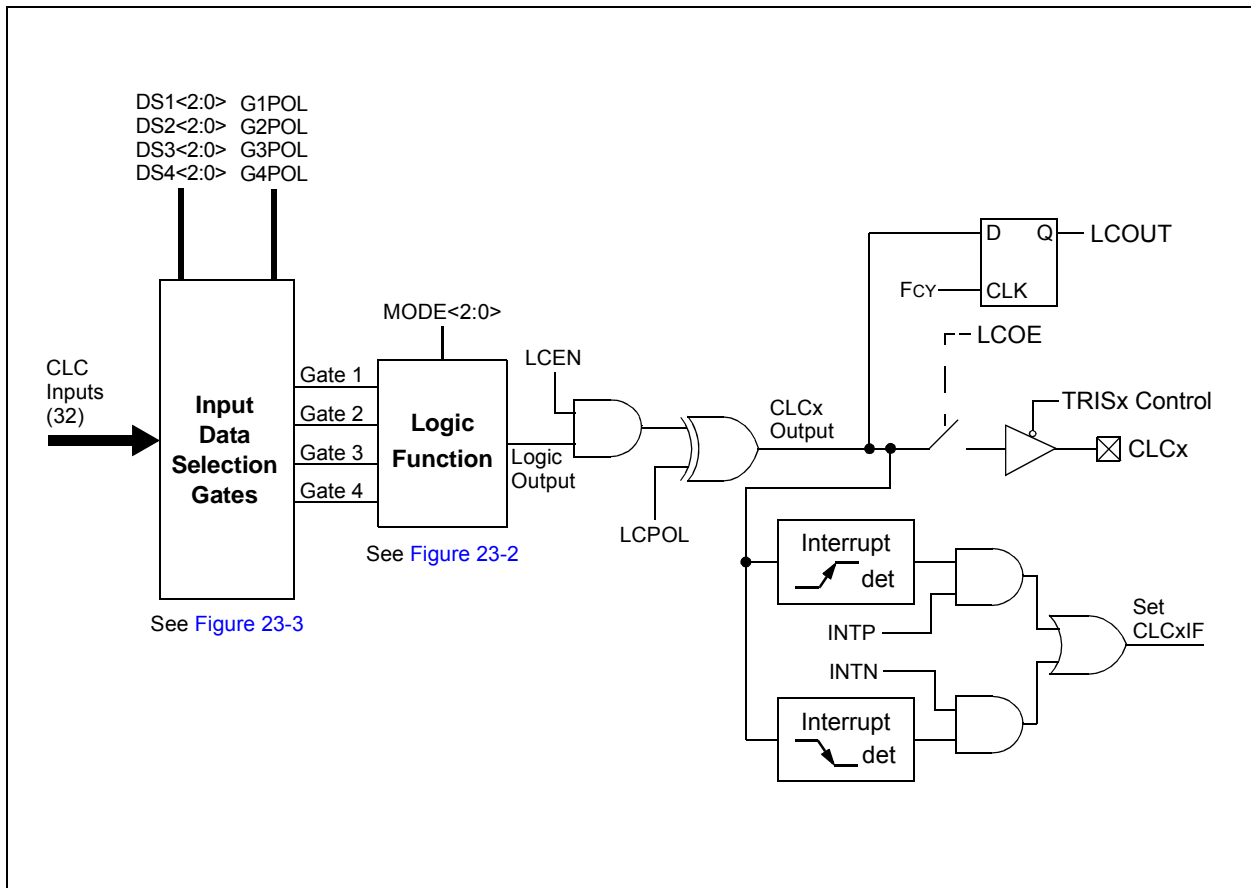 DS1<2:0> G1POL
DS2<2:0> G2POL
DS3<2:0> G3POL
DS4<2:0> G4POL
D Q LCOUT
FCY CLK
MODE<2:0>
LCOE
LCEN
CLC
Inputs
(32)
Input
Data
Selection
Gates
Gate 1
Gate 2
Gate 3
Gate 4
Logic
Function
Logic
Output
CLCx
Output
TRISx Control
CLCx
LCPOL
See Figure 23-2
See Figure 23-3
Interrupt
det
INTP
INTN
Set
CLCxIF
Interrupt
det